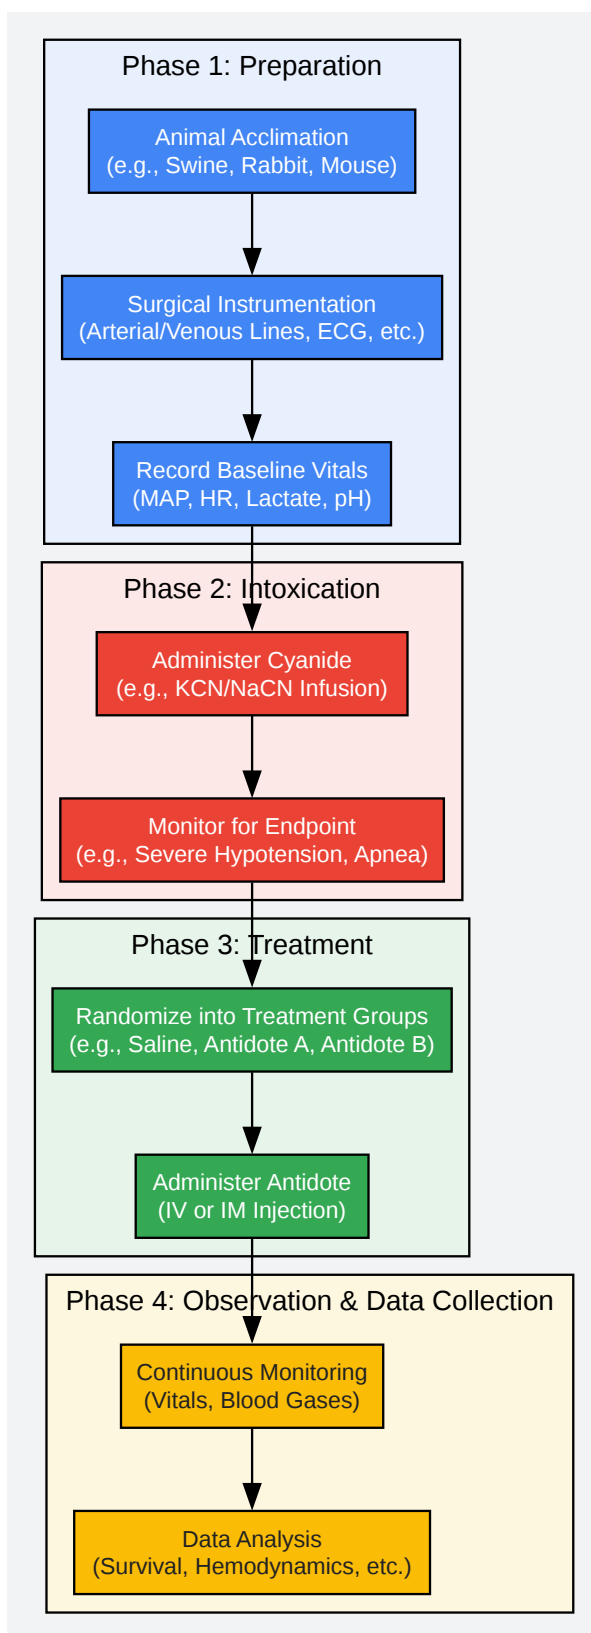 Phase 1: Preparation
Animal Acclimation
(e.g., Swine, Rabbit, Mouse)
Surgical Instrumentation
(Arterial/Venous Lines, ECG, etc.)
Record Baseline Vitals
(MAP, HR, Lactate, pH)
Phase 2: Intoxication
Administer Cyanide
(e.g., KCN/NaCN Infusion)
Monitor for Endpoint
(e.g., Severe Hypotension, Apnea)
Phase 3: Treatment
Randomize into Treatment Groups
(e.g., Saline, Antidote A, Antidote B)
Administer Antidote
(IV or IM Injection)
Phase 4: Observation & Data Collection
Continuous Monitoring
(Vitals, Blood Gases)
Data Analysis
(Survival, Hemodynamics, etc.)